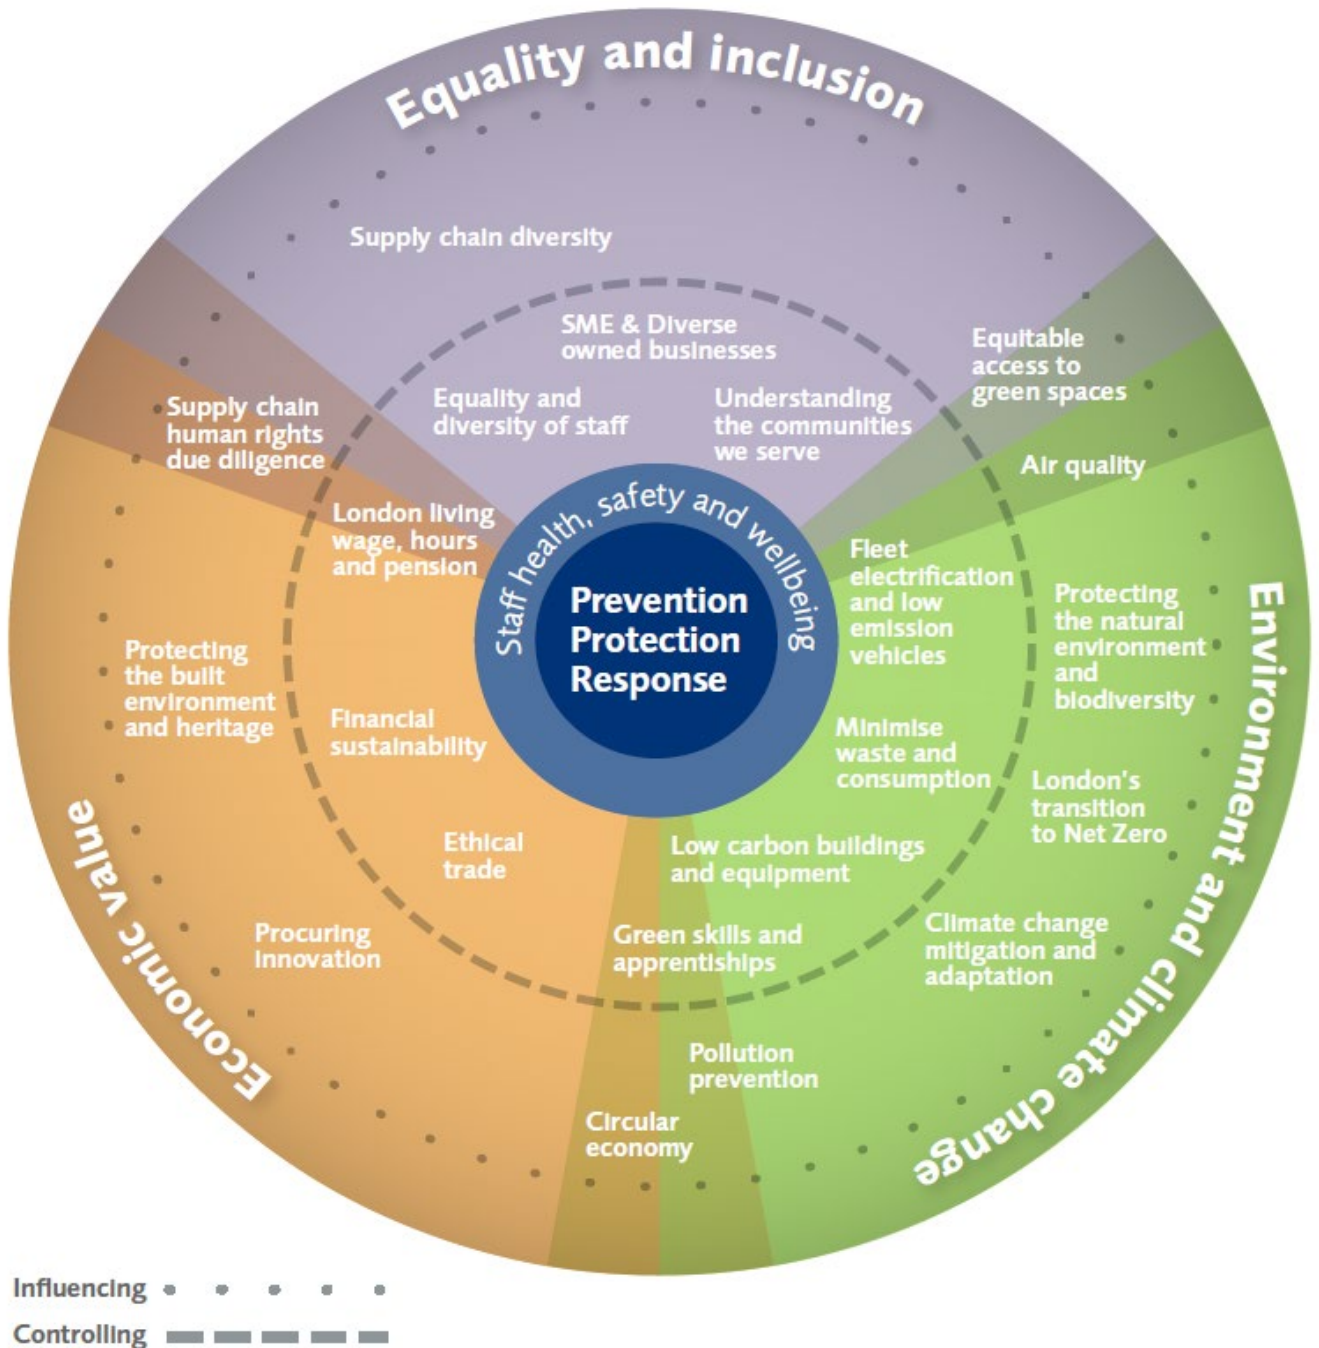 Equality and inclusion
Supply chain diversity
SME & Diverse
owned businesses
Equality and
diversity of staff
Understanding
the communities
we serve
Equitable
access to
green spaces
Supply chain
human rights
due diligence
Air quality
London living
wage, hours
and pension
Staff health, safety and wellbeing
Prevention
Protection
Response
Fleet
electrification
and low
emission
vehicles
Protecting
the natural
environment
and
biodiversity
Environment and climate change
Protecting
the built
environment
and heritage
Financial
sustainability
Minimise
waste and
consumption
London's
transition
to Net Zero
Economic value
Ethical
trade
Low carbon buildings
and equipment
Procuring
innovation
Green skills and
apprentiships
Climate change
mitigation and
adaptation
Pollution
prevention
Circular
economy
Influencing
Controlling